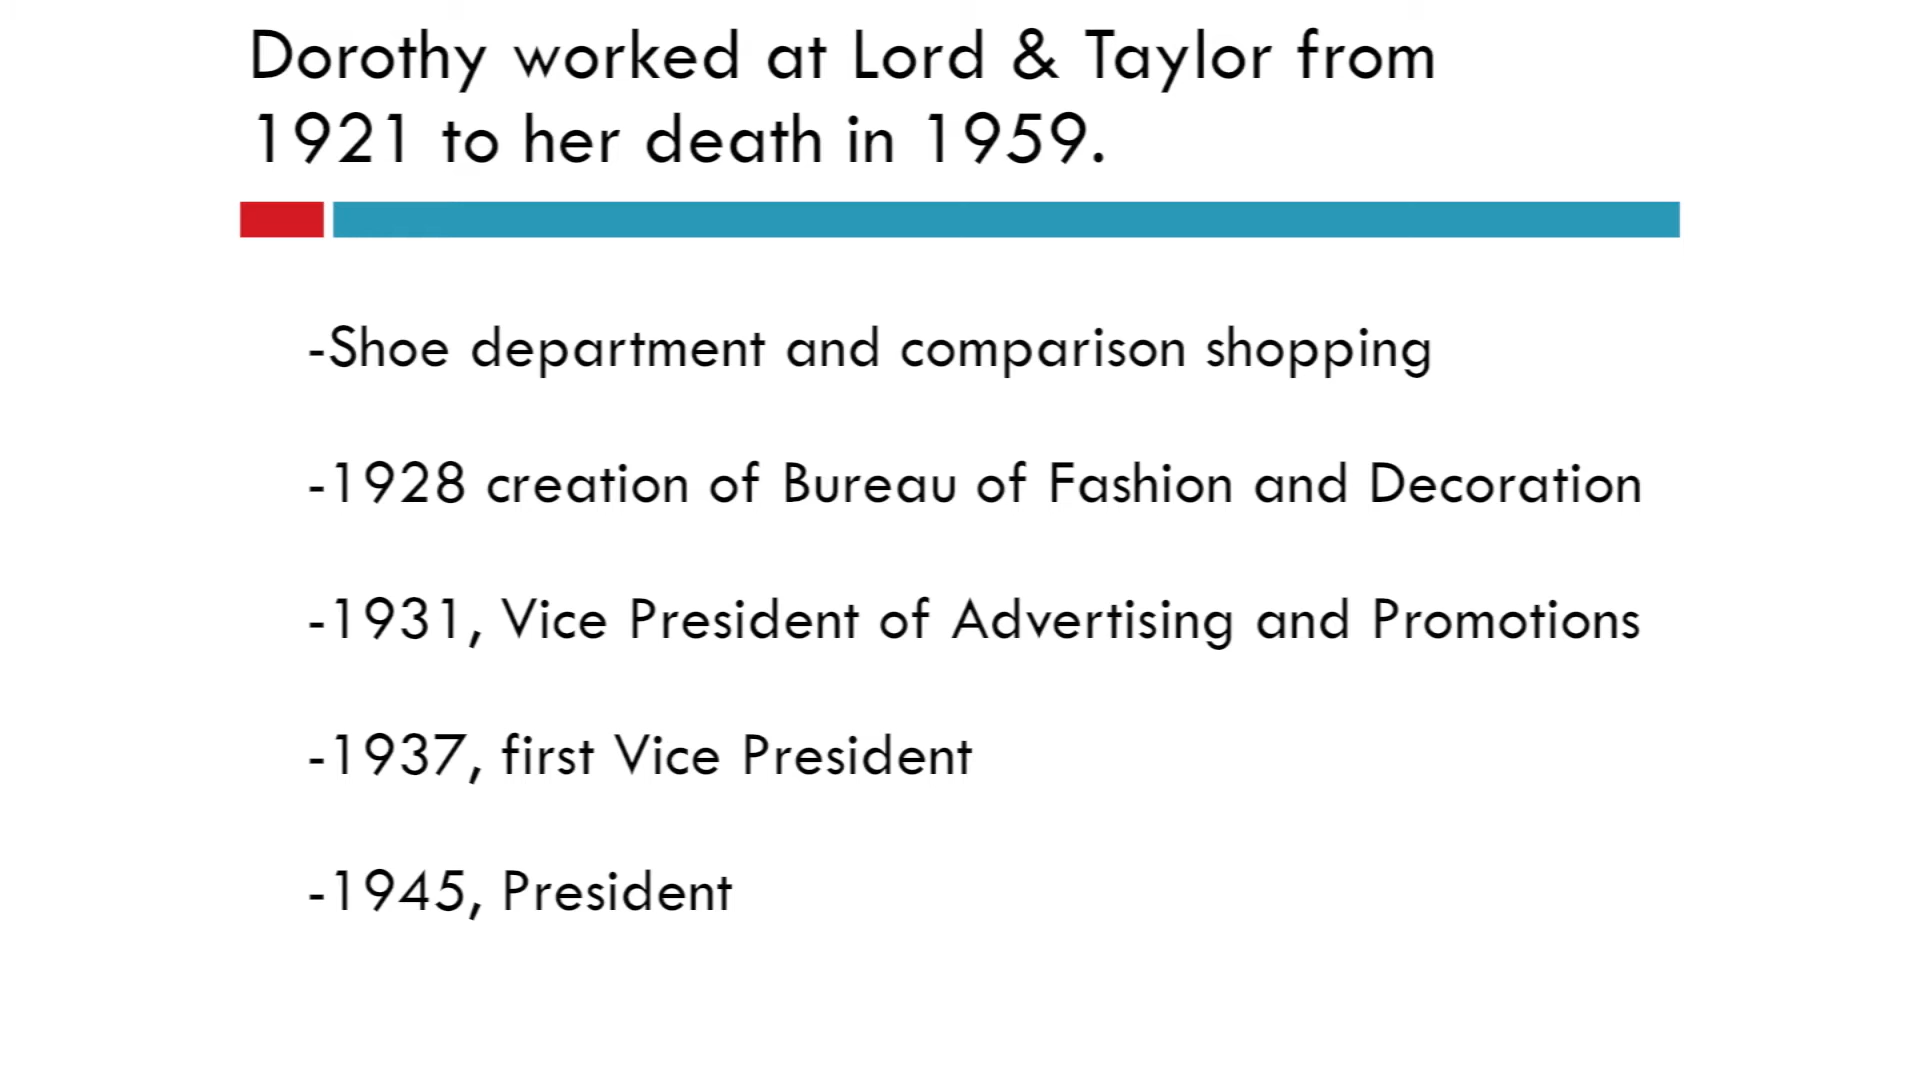 Dorothy worked at Lord & Taylor from
1921 to her death in 1959.
-Shoe department and comparison shopping
-1928 creation of Bureau of Fashion and Decoration
-1931, Vice President of Advertising and Promotions
-1937, first Vice President
-1945, President